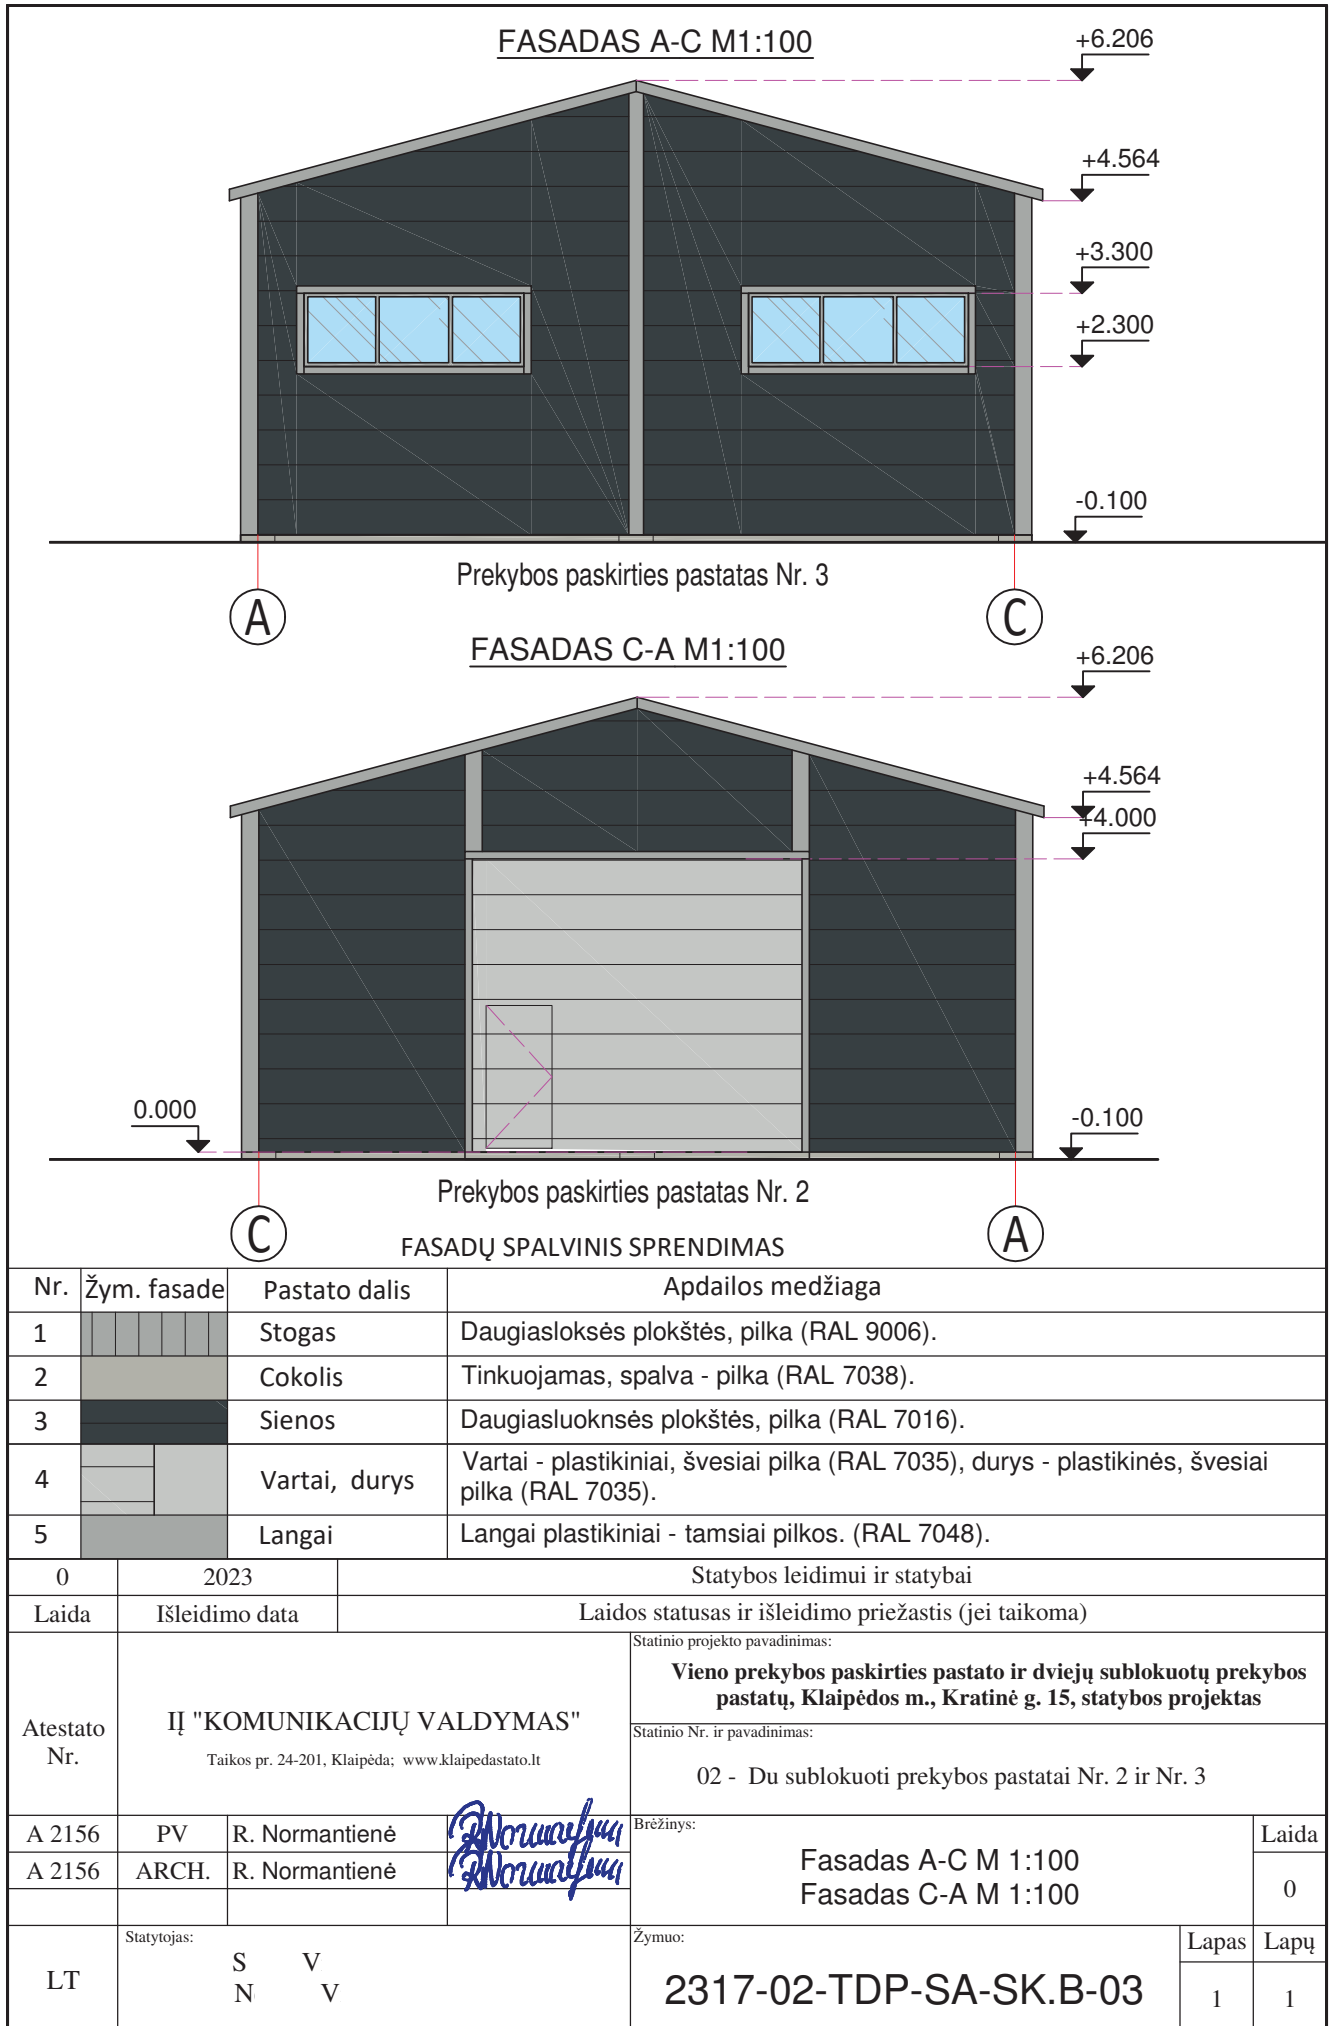 FASADAS A-C M1:100
+6.206
+4.564
+3.300
+2.300
-0.100
Prekybos paskirties pastatas Nr. 3
A
C
FASADAS C-A M1:100
+6.206
+4.564
+4.000
0.000
-0.100
Prekybos paskirties pastatas Nr. 2
C
A
FASADŲ SPALVINIS SPRENDIMAS
Nr. Žym. fasade Pastato dalis Apdailos medžiaga
1 Stogas Daugiasloksės plokštės, pilka (RAL 9006).
2 Cokolis Tinkuojamas, spalva - pilka (RAL 7038).
3 Sienos Daugiasluoknsės plokštės, pilka (RAL 7016).
4 Vartai, durys Vartai - plastikiniai, švesiai pilka (RAL 7035), durys - plastikinės, švesiai
pilka (RAL 7035).
5 Langai Langai plastikiniai - tamsiai pilkos. (RAL 7048).
0 2023 Statybos leidimui ir statybai
Laida Išleidimo data Laidos statusas ir išleidimo priežastis (jei taikoma)
Atestato
Nr.
IĮ "KOMUNIKACIJŲ VALDYMAS"
Taikos pr. 24-201, Klaipėda; www.klaipedastato.lt
Statinio projekto pavadinimas:
Vieno prekybos paskirties pastato ir dviejų sublokuotų prekybos
pastatų, Klaipėdos m., Kratinė g. 15, statybos projektas
Statinio Nr. ir pavadinimas:
02 - Du sublokuoti prekybos pastatai Nr. 2 ir Nr. 3
A 2156 PV R. Normantienė
A 2156 ARCH. R. Normantienė
Brėžinys:
Fasadas A-C M 1:100
Fasadas C-A M 1:100
Laida
0
LT
Statytojas:
S V
N V
Žymuo:
2317-02-TDP-SA-SK.B-03
Lapas Lapų
1 1